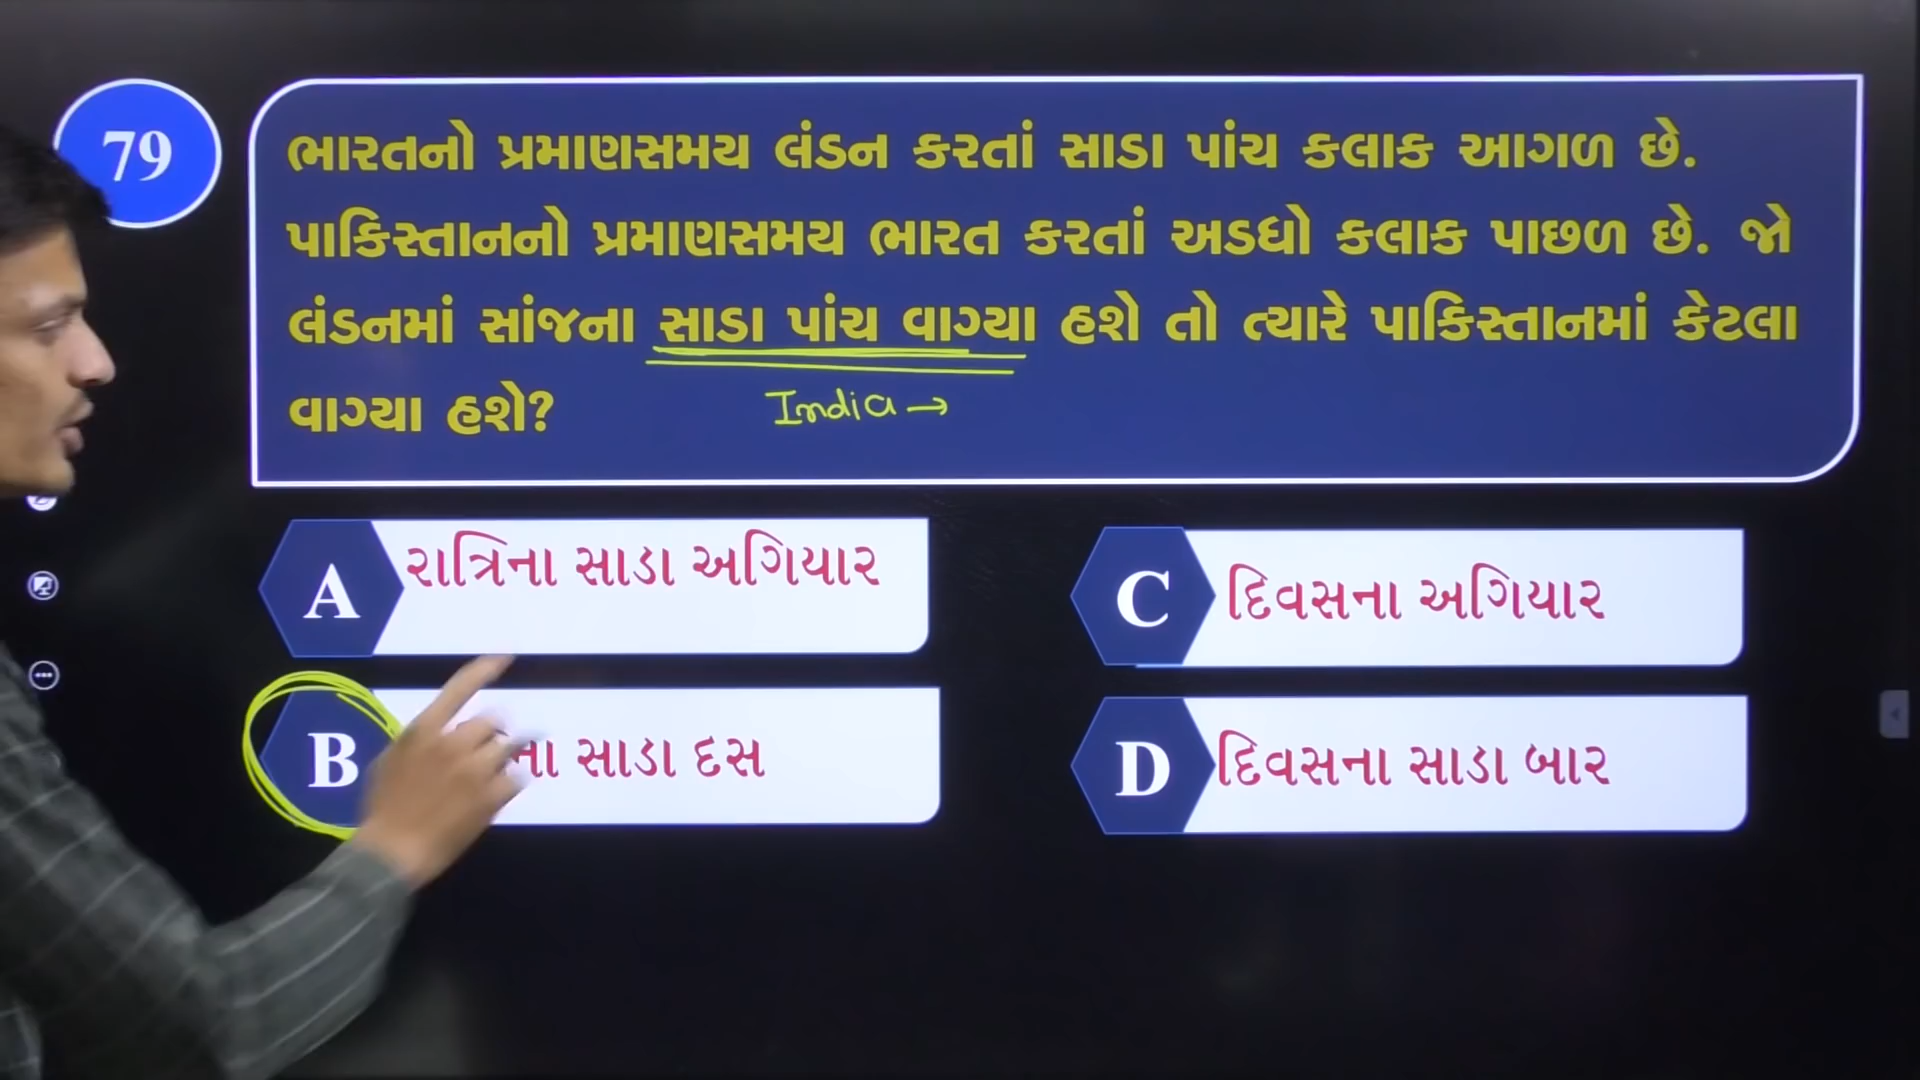 79
ભારતનો પ્રમાણસમય લંડન કરતાં સાડા પાંચ કલાક આગળ છે.
પાકિસ્તાનનો પ્રમાણસમય ભારત કરતાં અડધો કલાક પાછળ છે. જો
લંડનમાં સાંજના સાડા પાંચ વાગ્યા હશે તો ત્યારે પાકિસ્તાનમાં કેટલા
વાગ્યા હશે?
India →
A રાત્રિના સાડા અગિયાર
B સાડા દસ
C દિવસના અગિયાર
D દિવસના સાડા બાર